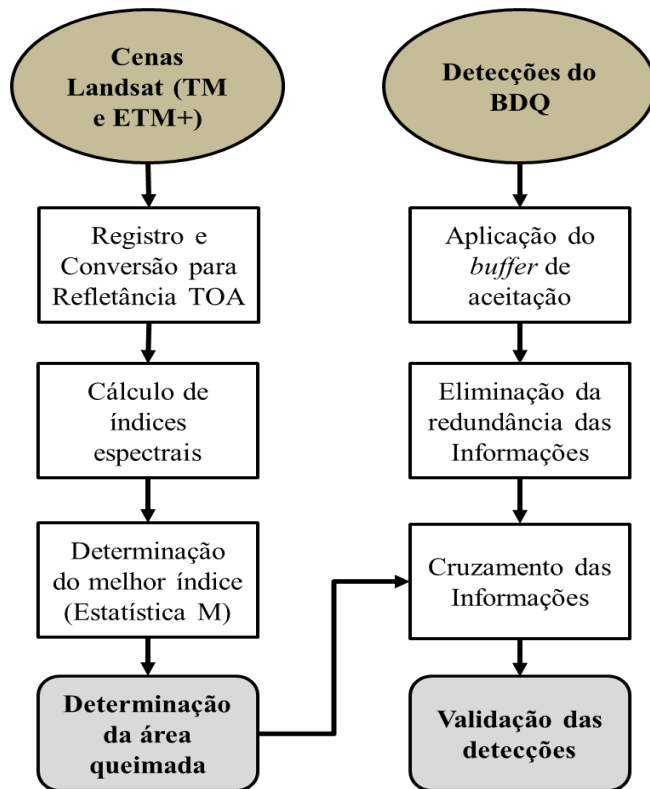 Cenas
Landsat (TM
e ETM+)
Registro e
Conversão para
Refletância TOA
Cálculo de
índices
espectrais
Determinação
do melhor índice
(Estatística M)
Determinação
da área
queimada
Detecções do
BDQ
Aplicação do
buffer de
aceitação
Eliminação da
redundância das
Informações
Cruzamento das
Informações
Validação das
detecções